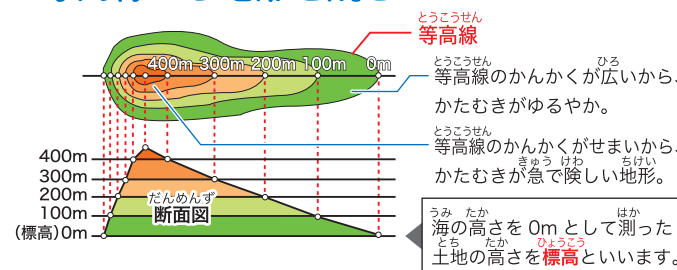 とうこうせん
等高線
400m 300m 200m 100m 0m
とうこうせん ひろ
等高線のかんかくが広いから、
かたむきがゆるやか。
とうこうせん
等高線のかんかくがせまいから、
きゅう けわ ちけい
かたむきが急で険しい地形。
400m
300m
200m
100m
(標高)0m
だんめんず
断面図
うみ たか はか
海の高さを 0m として測った
とち たか ひょうこう
土地の高さを標高といいます。